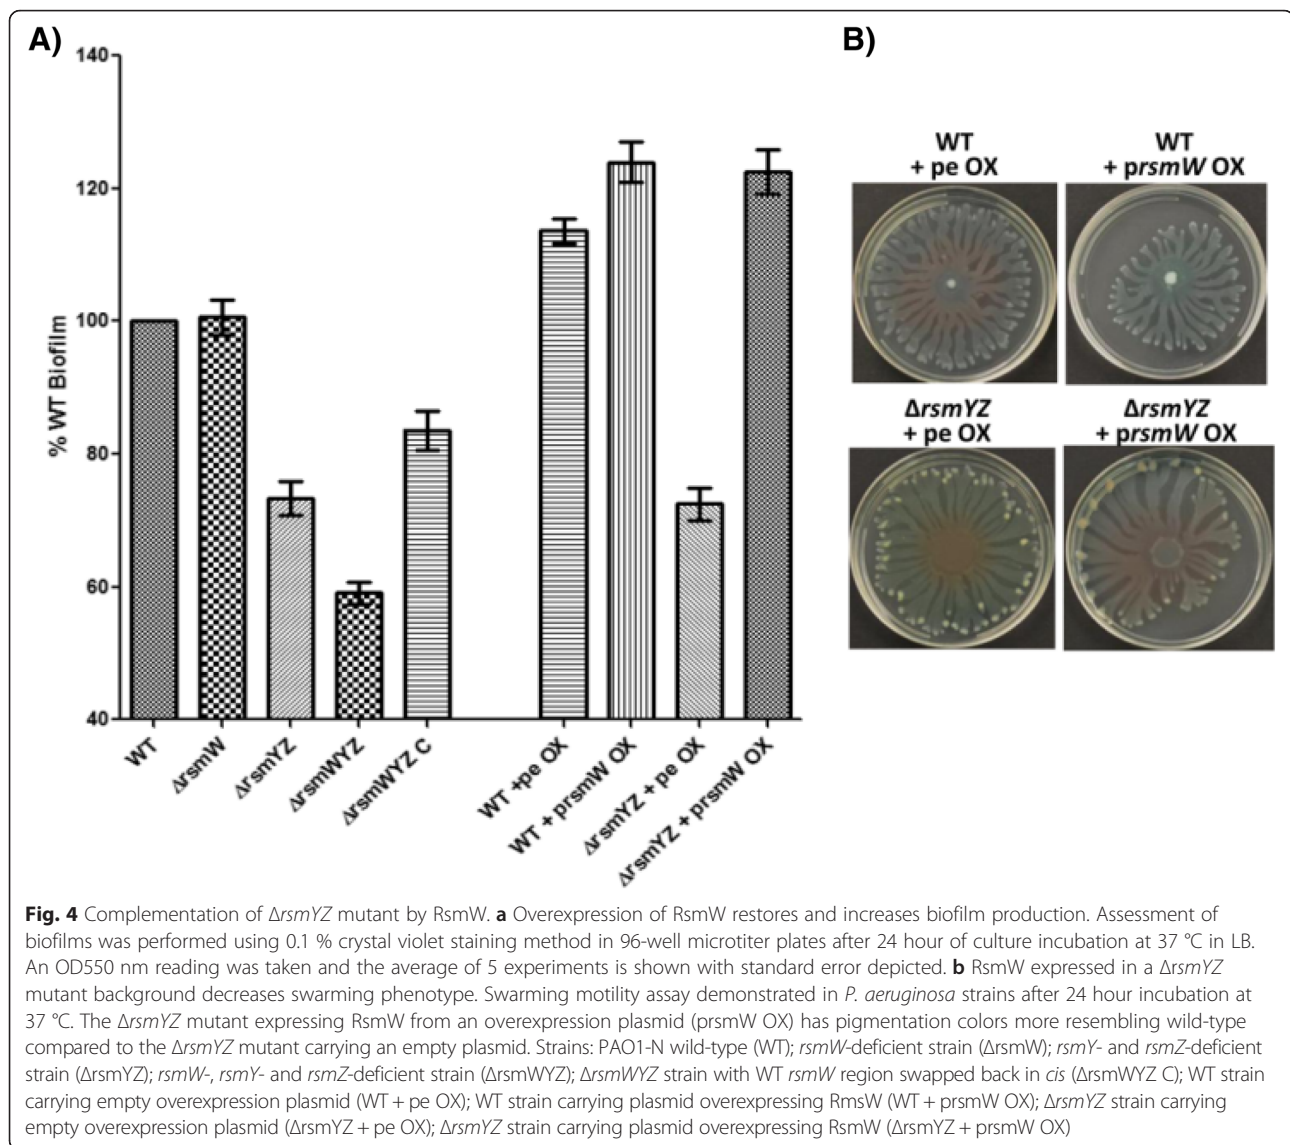 A)
B)
% WT Biofilm
140
120
100
80
60
40
WT
ΔrsmW
ΔrsmYZ
ΔrsmWYZ
ΔrsmWYZ C
WT +pe OX
WT + prsmW OX
ΔrsmYZ + pe OX
ΔrsmYZ + prsmW OX
WT
+ pe OX
WT
+ prsmW OX
ΔrsmYZ
+ pe OX
ΔrsmYZ
+ prsmW OX
Fig. 4 Complementation of ΔrsmYZ mutant by RsmW. a Overexpression of RsmW restores and increases biofilm production. Assessment of
biofilms was performed using 0.1 % crystal violet staining method in 96-well microtiter plates after 24 hour of culture incubation at 37 °C in LB.
An OD550 nm reading was taken and the average of 5 experiments is shown with standard error depicted. b RsmW expressed in a ΔrsmYZ
mutant background decreases swarming phenotype. Swarming motility assay demonstrated in P. aeruginosa strains after 24 hour incubation at
37 °C. The ΔrsmYZ mutant expressing RsmW from an overexpression plasmid (prsmW OX) has pigmentation colors more resembling wild-type
compared to the ΔrsmYZ mutant carrying an empty plasmid. Strains: PAO1-N wild-type (WT); rsmW-deficient strain (ΔrsmW); rsmY- and rsmZ-deficient
strain (ΔrsmYZ); rsmW-, rsmY- and rsmZ-deficient strain (ΔrsmWYZ); ΔrsmWYZ strain with WT rsmW region swapped back in cis (ΔrsmWYZ C); WT strain
carrying empty overexpression plasmid (WT + pe OX); WT strain carrying plasmid overexpressing RmsW (WT + prsmW OX); ΔrsmYZ strain carrying
empty overexpression plasmid (ΔrsmYZ + pe OX); ΔrsmYZ strain carrying plasmid overexpressing RsmW (ΔrsmYZ + prsmW OX)